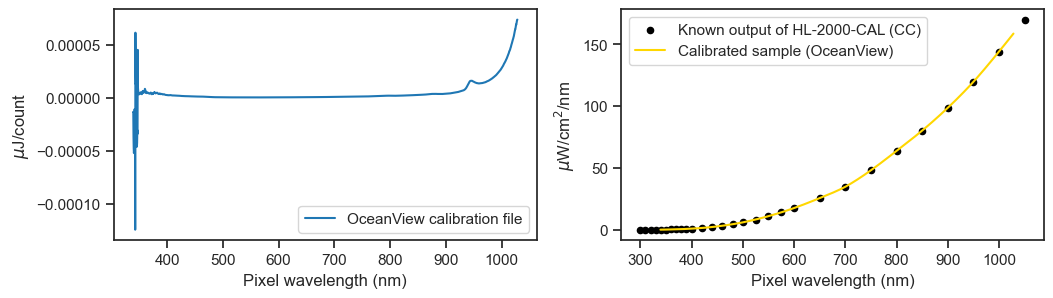 0.00005
0.00000
-0.00005
-0.00010
μJ/count
OceanView calibration file
400 500 600 700 800 900 1000
Pixel wavelength (nm)
150
100
50
0
μW/cm²/nm
Known output of HL-2000-CAL (CC)
Calibrated sample (OceanView)
300 400 500 600 700 800 900 1000
Pixel wavelength (nm)